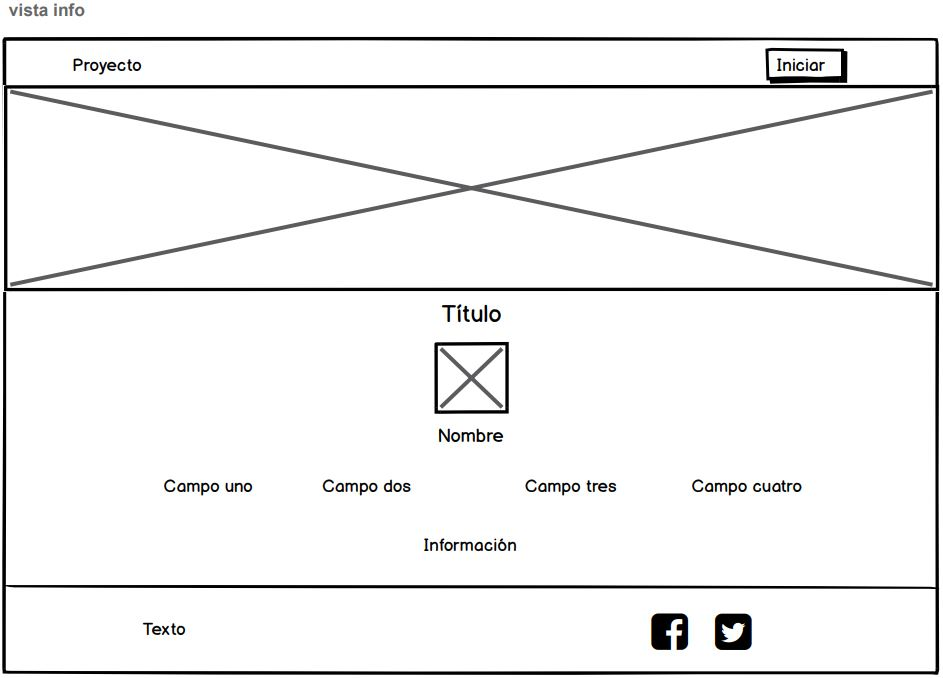 vista info
Proyecto
Iniciar
Título
Nombre
Campo uno
Campo dos
Campo tres
Campo cuatro
Información
Texto